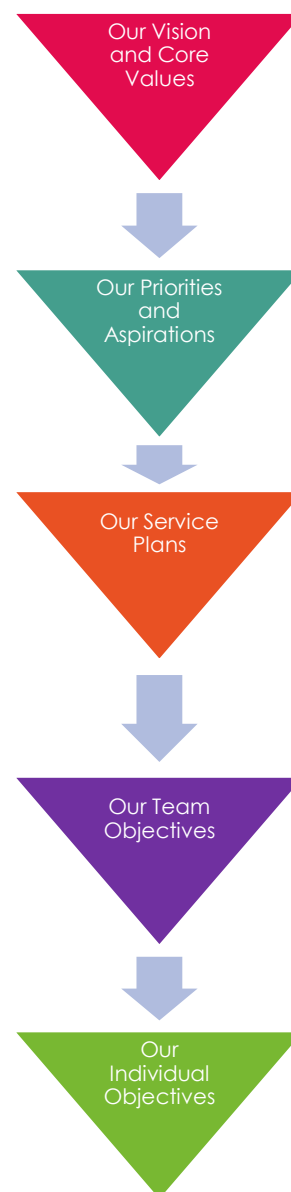 Our Vision
and Core
Values
Our Priorities
and
Aspirations
Our Service
Plans
Our Team
Objectives
Our
Individual
Objectives